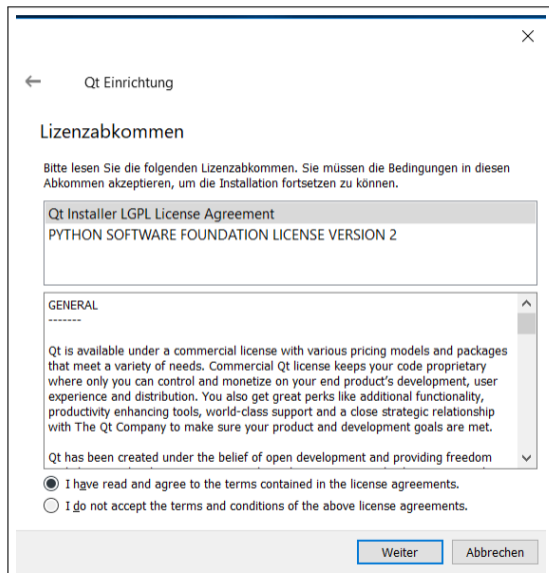 Qt Einrichtung
Lizenzabkommen
Bitte lesen Sie die folgenden Lizenzabkommen. Sie müssen die Bedingungen in diesen
Abkommen akzeptieren, um die Installation fortsetzen zu können.
Qt Installer LGPL License Agreement
PYTHON SOFTWARE FOUNDATION LICENSE VERSION 2
GENERAL
-------
Qt is available under a commercial license with various pricing models and packages
that meet a variety of needs. Commercial Qt license keeps your code proprietary
where only you can control and monetize on your end product's development, user
experience and distribution. You also get great perks like additional functionality,
productivity enhancing tools, world-class support and a close strategic relationship
with The Qt Company to make sure your product and development goals are met.
Qt has been created under the belief of open development and providing freedom
I have read and agree to the terms contained in the license agreements.
I do not accept the terms and conditions of the above license agreements.
Weiter
Abbrechen